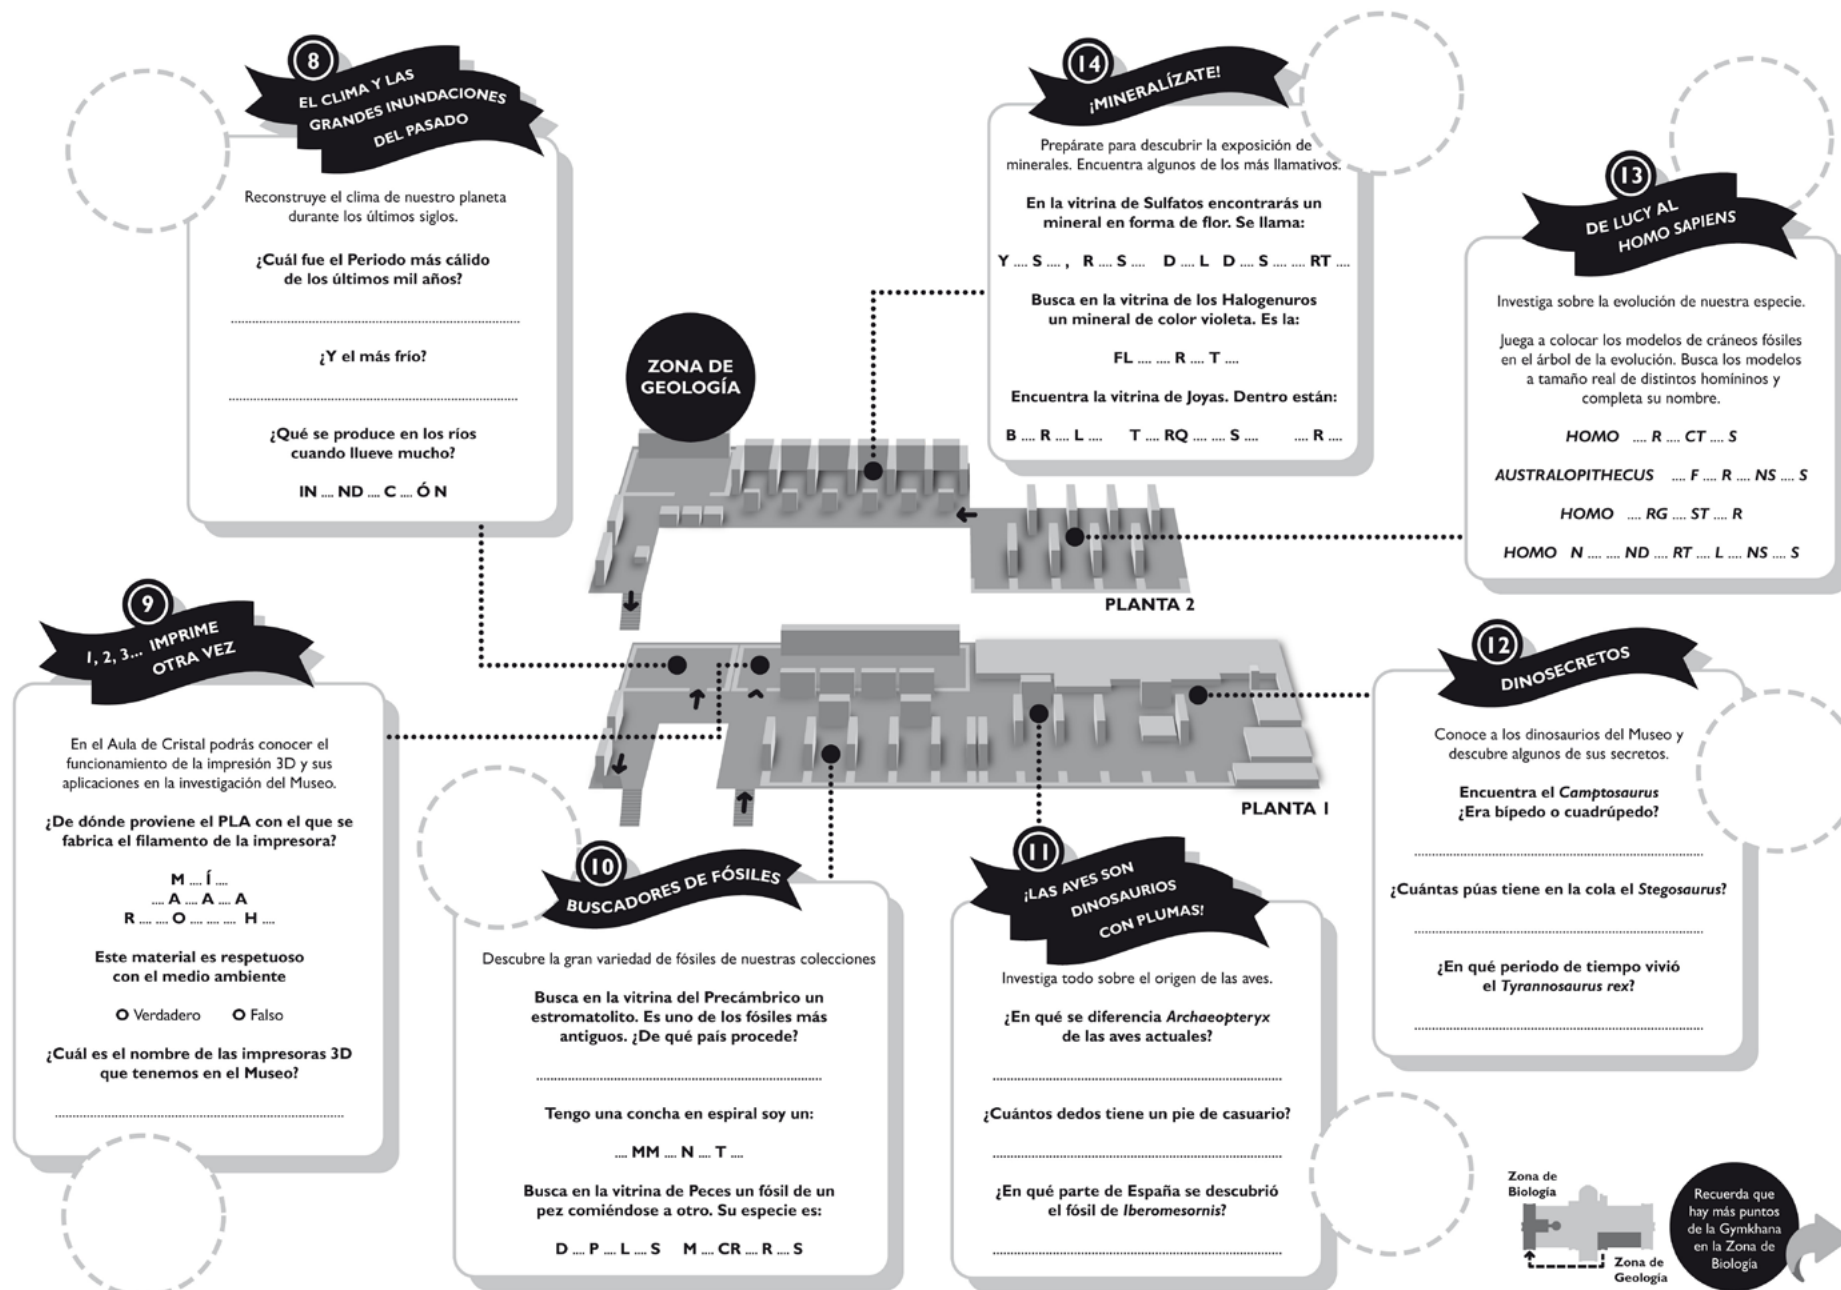 8
EL CLIMA Y LAS
GRANDES INUNDACIONES
DEL PASADO
Reconstruye el clima de nuestro planeta
durante los últimos siglos.
¿Cuál fue el Periodo más cálido
de los últimos mil años?
¿Y el más frío?
¿Qué se produce en los ríos
cuando llueve mucho?
IN .... ND .... C .... Ó N
9
1, 2, 3... IMPRIME
OTRA VEZ
En el Aula de Cristal podrás conocer el
funcionamiento de la impresión 3D y sus
aplicaciones en la investigación del Museo.
¿De dónde proviene el PLA con el que se
fabrica el filamento de la impresora?
M .... Í ....
.... A .... A .... A
R .... .... O .... .... .... H ....
Este material es respetuoso
con el medio ambiente
O Verdadero O Falso
¿Cuál es el nombre de las impresoras 3D
que tenemos en el Museo?
10
BUSCADORES DE FÓSILES
Descubre la gran variedad de fósiles de nuestras colecciones
Busca en la vitrina del Precámbrico un
estromatolito. Es uno de los fósiles más
antiguos. ¿De qué país procede?
Tengo una concha en espiral soy un:
.... MM .... N .... T ....
Busca en la vitrina de Peces un fósil de un
pez comiéndose a otro. Su especie es:
D .... P .... L .... S M .... CR .... R .... S
11
¡LAS AVES SON
DINOSAURIOS
CON PLUMAS!
Investiga todo sobre el origen de las aves.
¿En qué se diferencia Archaeopteryx
de las aves actuales?
¿Cuántos dedos tiene un pie de casuario?
¿En qué parte de España se descubrió
el fósil de Iberomesornis?
12
DINOSECRETOS
Conoce a los dinosaurios del Museo y
descubre algunos de sus secretos.
Encuentra el Camptosaurus
¿Era bípedo o cuadrúpedo?
¿Cuántas púas tiene en la cola el Stegosaurus?
¿En qué periodo de tiempo vivió
el Tyrannosaurus rex?
13
DE LUCY AL
HOMO SAPIENS
Investiga sobre la evolución de nuestra especie.
Juega a colocar los modelos de cráneos fósiles
en el árbol de la evolución. Busca los modelos
a tamaño real de distintos homíninos y
completa su nombre.
HOMO .... R .... CT .... S
AUSTRALOPITHECUS .... F .... R .... NS .... S
HOMO .... RG .... ST .... R
HOMO N .... .... ND .... RT .... L .... NS .... S
14
¡MINERALÍZATE!
Prepárate para descubrir la exposición de
minerales. Encuentra algunos de los más llamativos.
En la vitrina de Sulfatos encontrarás un
mineral en forma de flor. Se llama:
Y .... S .... , R .... S .... D .... L D .... S .... .... RT ....
Busca en la vitrina de los Halogenuros
un mineral de color violeta. Es la:
FL .... .... R .... T ....
Encuentra la vitrina de Joyas. Dentro están:
B .... R .... L .... T .... RQ .... .... S .... .... R ....
ZONA DE
GEOLOGÍA
PLANTA 2
PLANTA 1
Zona de
Biología
Zona de
Geología
Recuerda que
hay más puntos
de la Gymkhana
en la Zona de
Biología